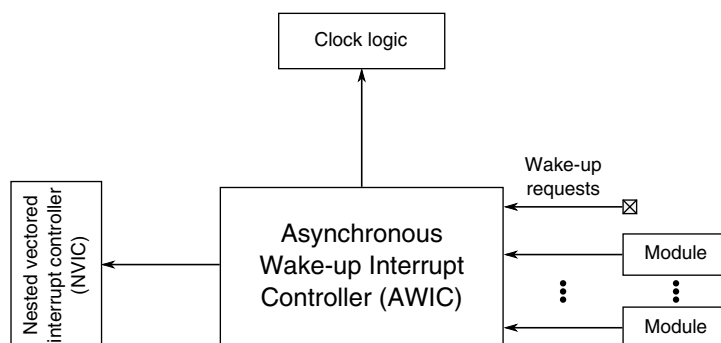 Clock logic
Wake-up
requests
Nested vectored
interrupt controller
(NVIC)
Asynchronous
Wake-up Interrupt
Controller (AWIC)
Module
Module